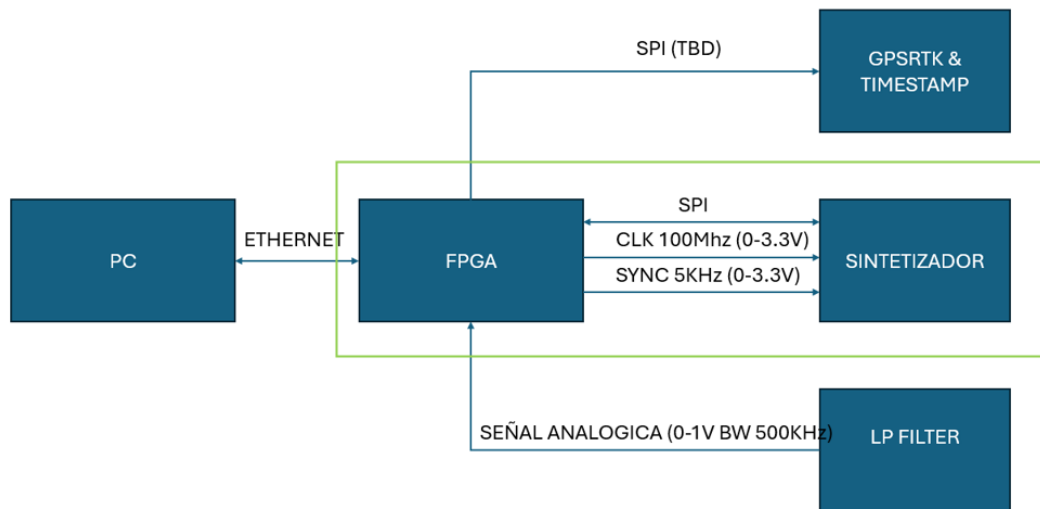 SPI (TBD)
GPSRTK &
TIMESTAMP
PC
ETHERNET
FPGA
SPI
CLK 100Mhz (0-3.3V)
SYNC 5KHz (0-3.3V)
SINTETIZADOR
SEÑAL ANALOGICA (0-1V BW 500KHz)
LP FILTER